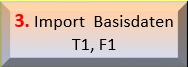 3. Import Basisdaten
T1, F1